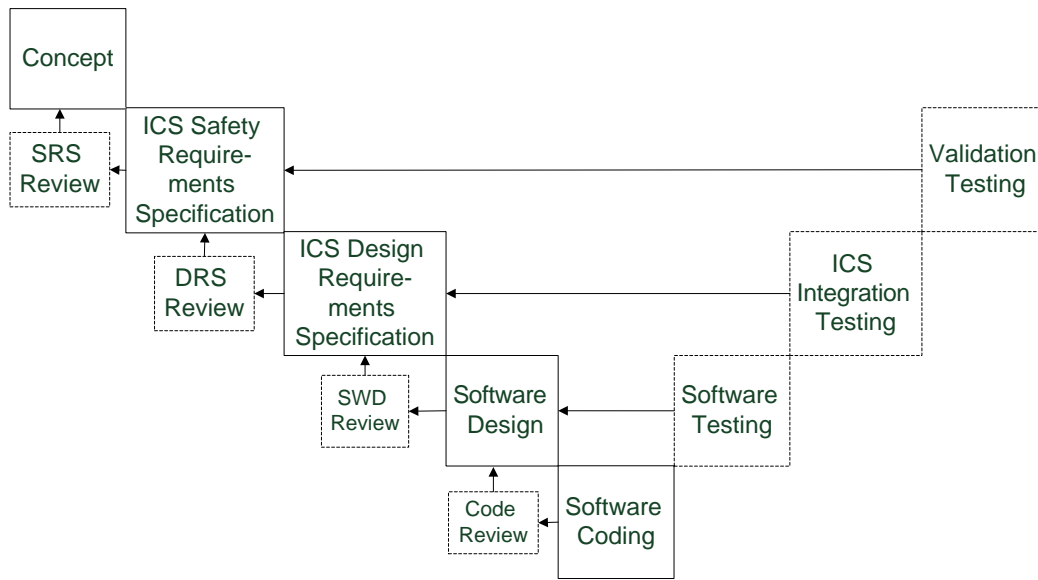 Concept
SRS
Review
ICS Safety
Require-
ments
Specification
Validation
Testing
DRS
Review
ICS Design
Require-
ments
Specification
ICS
Integration
Testing
SWD
Review
Software
Design
Software
Testing
Code
Review
Software
Coding